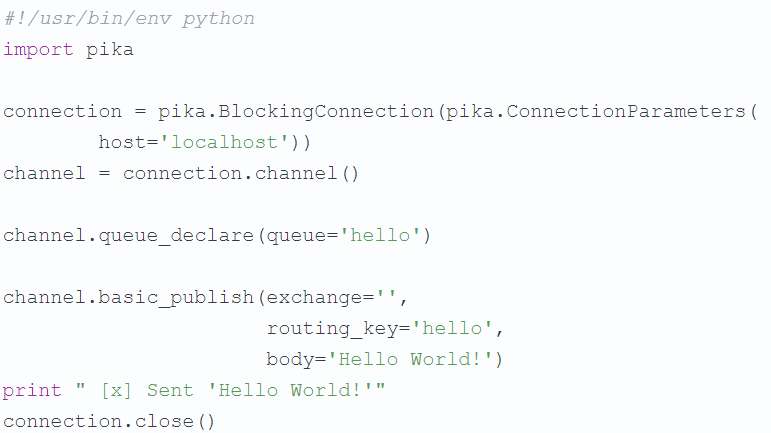 #!/usr/bin/env python
import pika
connection = pika.BlockingConnection(pika.ConnectionParameters(
        host='localhost'))
channel = connection.channel()
channel.queue_declare(queue='hello')
channel.basic_publish(exchange='',
                      routing_key='hello',
                      body='Hello World!')
print " [x] Sent 'Hello World!'"
connection.close()